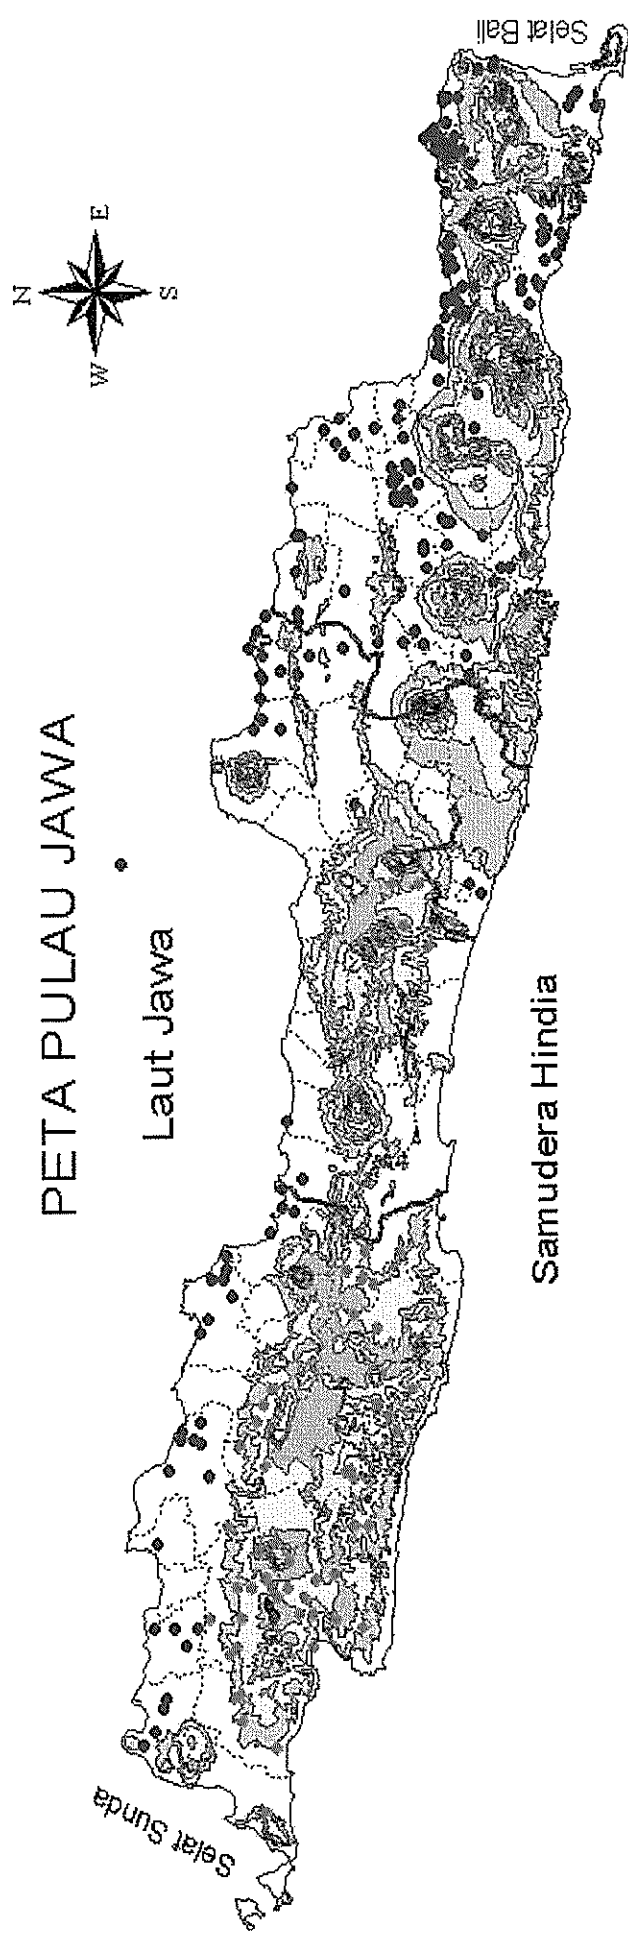 PETA PULAU JAWA
N
W
E
S
Laut Jawa
Selat Sunda
Selat Bali
Samudera Hindia